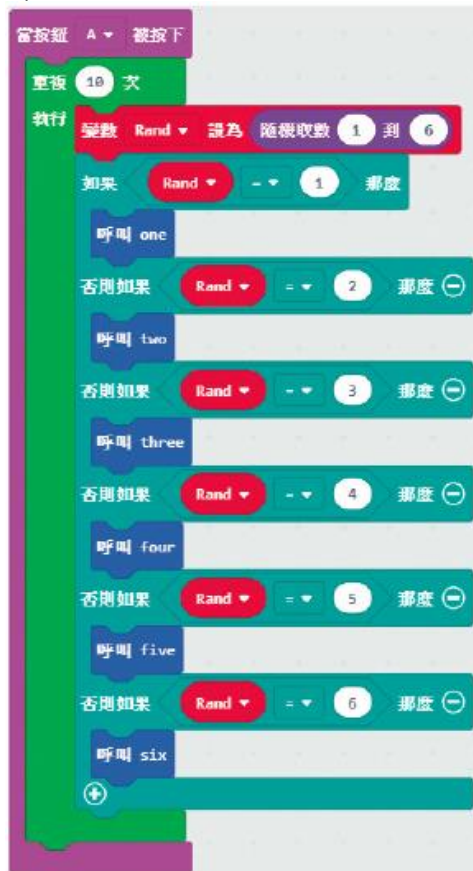 當按鈕 A 被按下
重複 10 次
執行
變數 Rand 設為 隨機取數 1 到 6
如果 Rand = 1 那麼
呼叫 one
否則如果 Rand = 2 那麼
呼叫 two
否則如果 Rand = 3 那麼
呼叫 three
否則如果 Rand = 4 那麼
呼叫 four
否則如果 Rand = 5 那麼
呼叫 five
否則如果 Rand = 6 那麼
呼叫 six